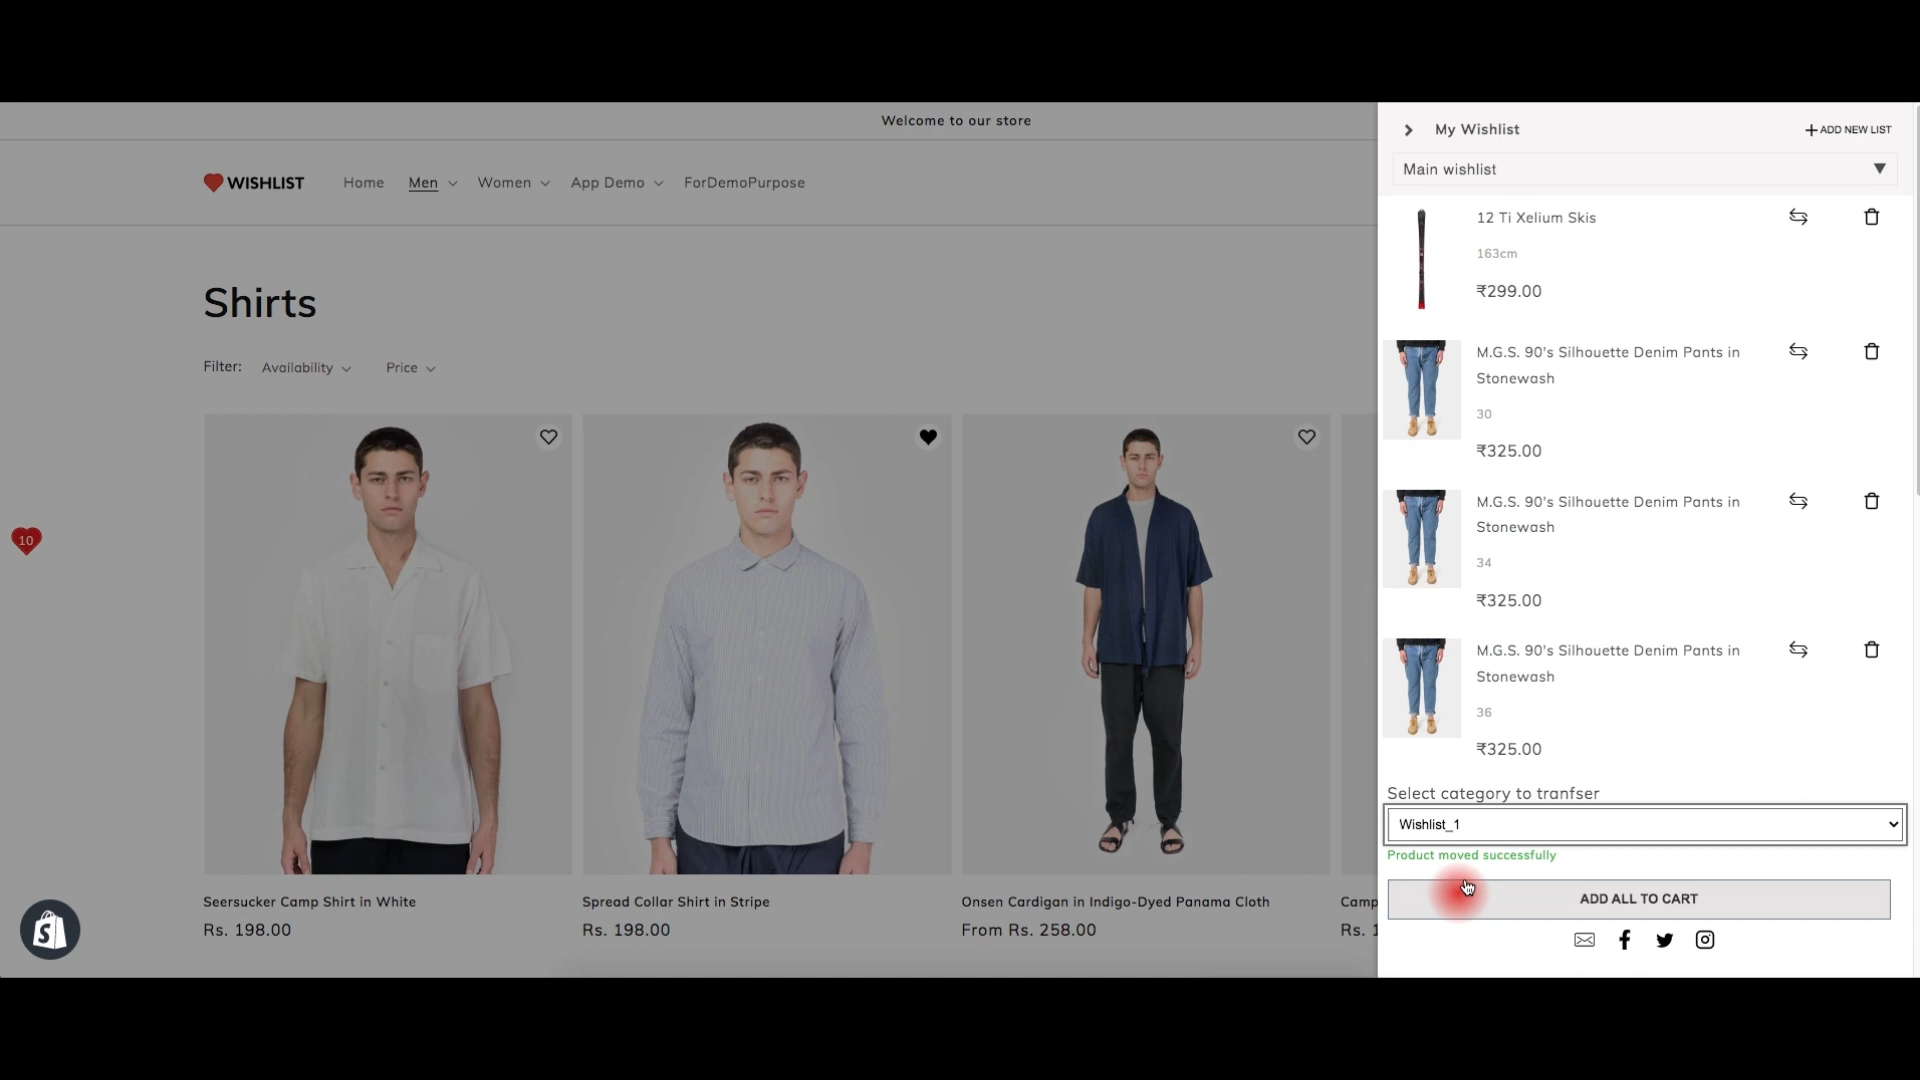 Welcome to our store
WISHLIST
Home
Men
Women
App Demo
ForDemoPurpose
Shirts
Filter:
Availability
Price
10
Seersucker Camp Shirt in White
Rs. 198.00
Spread Collar Shirt in Stripe
Rs. 198.00
Onsen Cardigan in Indigo-Dyed Panama Cloth
From Rs. 258.00
Camp
Rs. 1
My Wishlist
ADD NEW LIST
Main wishlist
12 Ti Xelium Skis
163cm
₹299.00
M.G.S. 90's Silhouette Denim Pants in
Stonewash
30
₹325.00
M.G.S. 90's Silhouette Denim Pants in
Stonewash
34
₹325.00
M.G.S. 90's Silhouette Denim Pants in
Stonewash
36
₹325.00
Select category to tranfser
Wishlist_1
Product moved successfully
ADD ALL TO CART